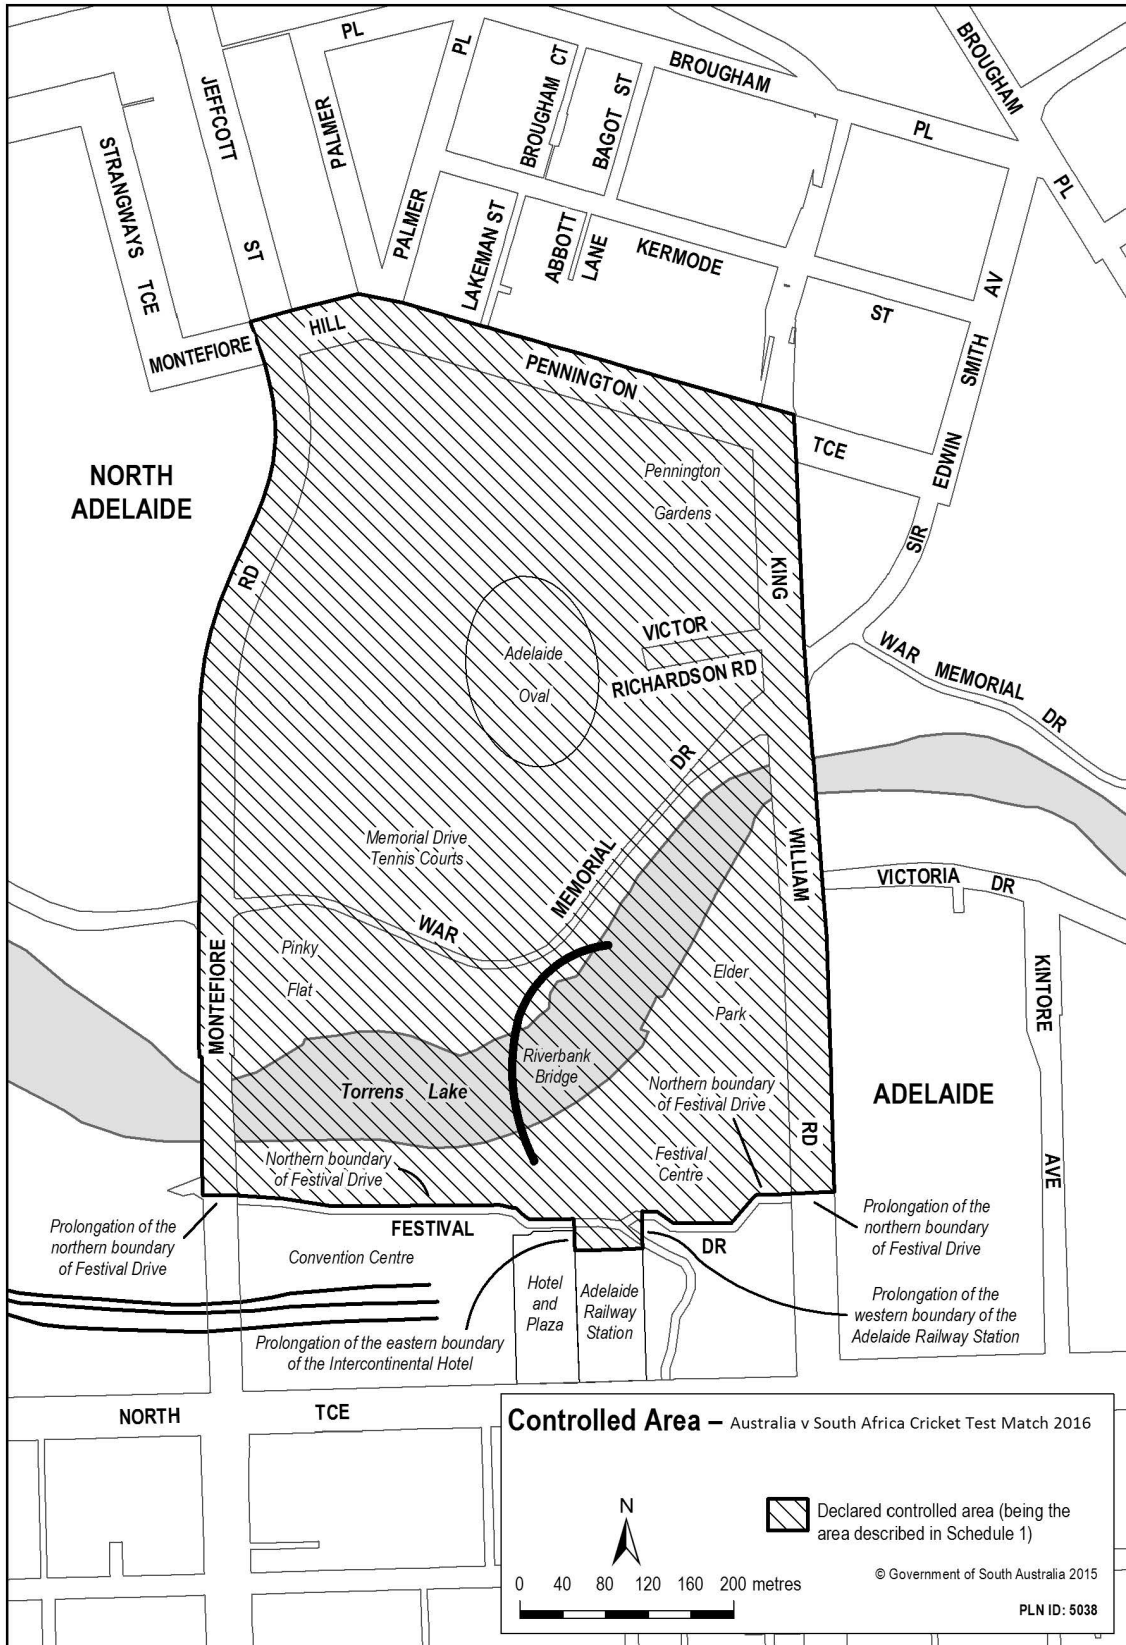 PL
PL
BROUGHAM
PL
BROUGHAM
PL
JEFFCOTT
ST
PALMER
PALMER
BROUGHAM CT
BAGOT ST
STRANGWAYS TCE
LAKEMAN ST
ABBOTT
LANE
KERMODE
ST
SIR EDWIN SMITH AV
MONTEFIORE
HILL
PENNINGTON
TCE
NORTH
ADELAIDE
Pennington
Gardens
RD
KING
VICTOR
RICHARDSON RD
Adelaide
Oval
WAR MEMORIAL DR
DR
Memorial Drive
Tennis Courts
MEMORIAL
WAR
WILLIAM
VICTORIA DR
Pinky
Flat
MONTEFIORE
Elder
Park
KINTORE
AVE
Riverbank
Bridge
Torrens Lake
Northern boundary
of Festival Drive
ADELAIDE
RD
Festival
Centre
Northern boundary
of Festival Drive
Prolongation of the
northern boundary
of Festival Drive
FESTIVAL
DR
Prolongation of the
northern boundary
of Festival Drive
Convention Centre
Hotel
and
Plaza
Adelaide
Railway
Station
Prolongation of the
western boundary of the
Adelaide Railway Station
Prolongation of the eastern boundary
of the Intercontinental Hotel
NORTH TCE
Controlled Area – Australia v South Africa Cricket Test Match 2016
N
Declared controlled area (being the
area described in Schedule 1)
0 40 80 120 160 200 metres
© Government of South Australia 2015
PLN ID: 5038